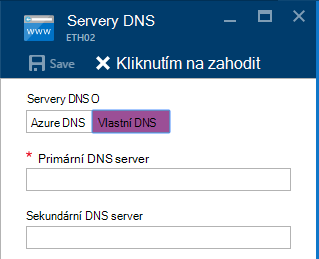 Servery DNS
ETH02
www
Save
Kliknutím na zahodit
Servery DNS O
Azure DNS
Vlastní DNS
* Primární DNS server
Sekundární DNS server